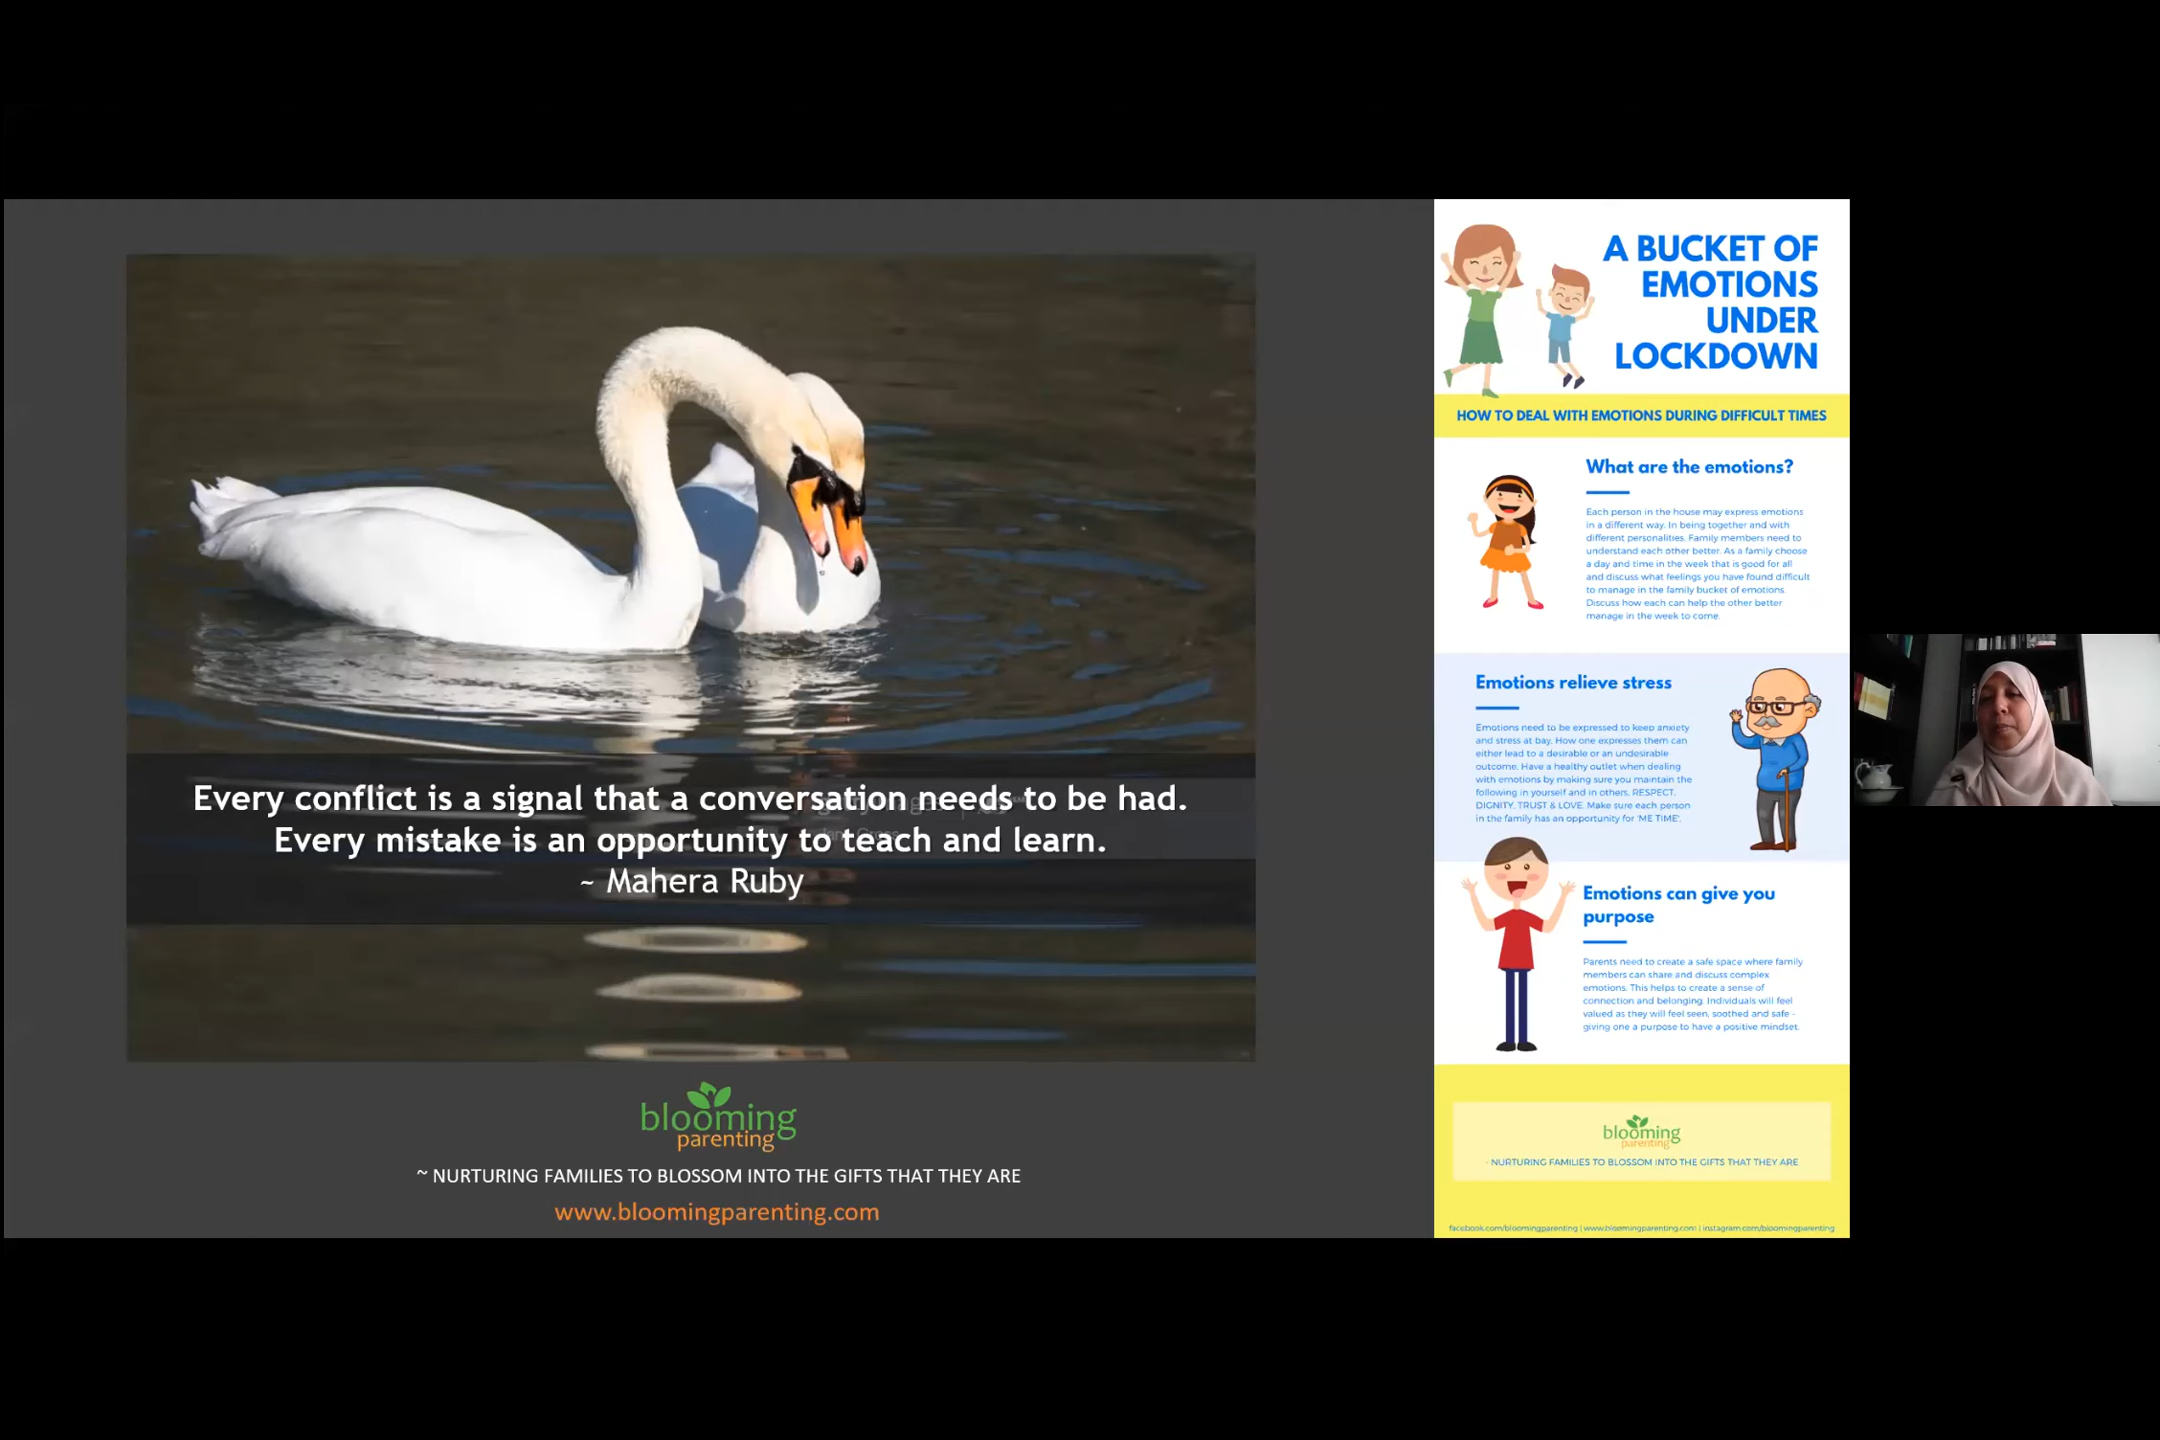 Every conflict is a signal that a conversation needs to be had.
Every mistake is an opportunity to teach and learn.
~ Mahera Ruby
blooming
parenting
~ NURTURING FAMILIES TO BLOSSOM INTO THE GIFTS THAT THEY ARE
www.bloomingparenting.com
A BUCKET OF
EMOTIONS
UNDER
LOCKDOWN
HOW TO DEAL WITH EMOTIONS DURING DIFFICULT TIMES
What are the emotions?
Each person in the house may express emotions
in a different way. In being together and with
different personalities. Family members need to
understand each other better. As a family choose
a day and time in the week that is good for all
and discuss what feelings you have found difficult
to manage in the family bucket of emotions.
Discuss how each can help the other better
manage in the week to come.
Emotions relieve stress
Emotions need to be expressed to keep anxiety
and stress at bay. How one expresses them can
either lead to a desirable or an undesirable
outcome. Have a healthy outlet when dealing
with emotions by making sure you maintain the
following in yourself and in others. RESPECT,
DIGNITY, TRUST & LOVE. Make sure each person
in the family has an opportunity for 'ME TIME'.
Emotions can give you
purpose
Parents need to create a safe space where family
members can share and discuss complex
emotions. This helps to create a sense of
connection and belonging. Individuals will feel
valued as they will feel seen, soothed and safe -
giving one a purpose to have a positive mindset.
blooming
parenting
- NURTURING FAMILIES TO BLOSSOM INTO THE GIFTS THAT THEY ARE
facebook.com/bloomingparenting | www.bloomingparenting.com | instagram.com/bloomingparenting